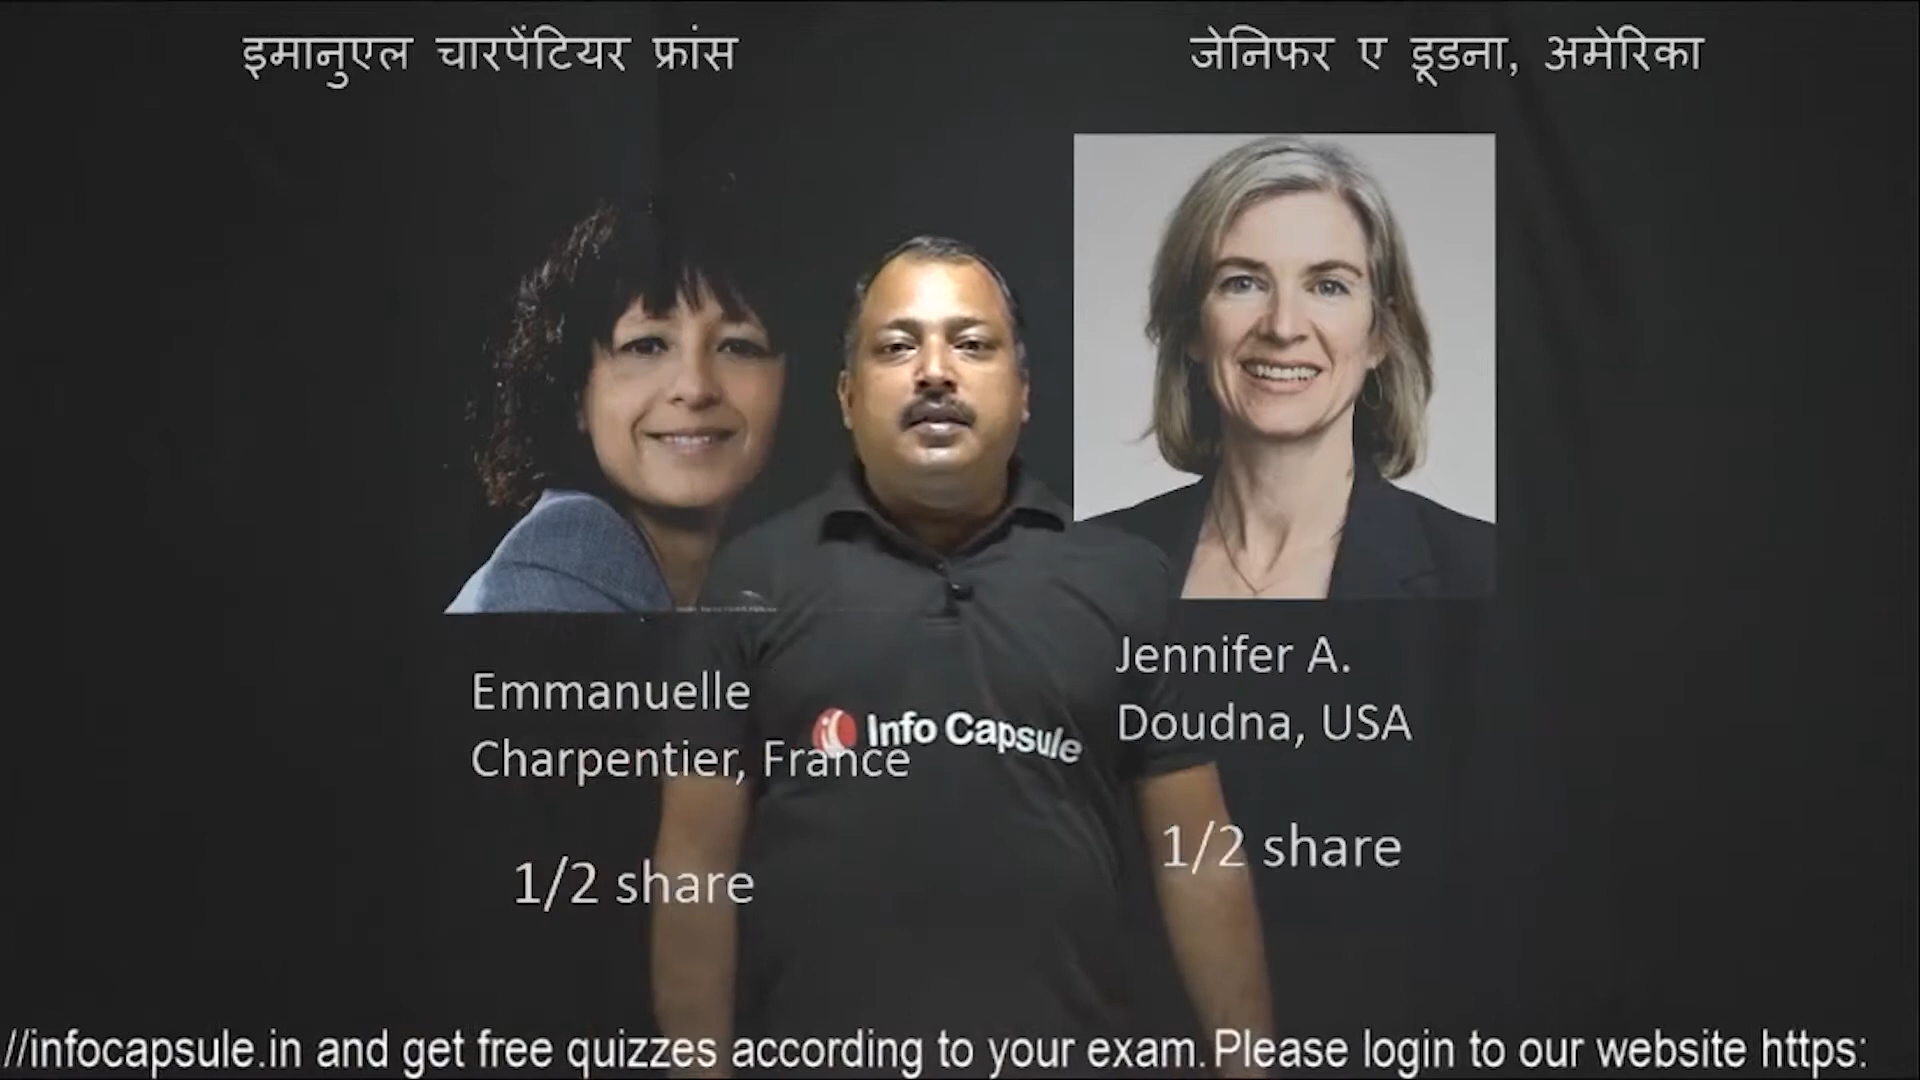 इमानुएल चारपेंटियर फ्रांस
जेनिफर ए डूडना, अमेरिका
Emmanuelle
Charpentier, France
1/2 share
Jennifer A.
Doudna, USA
1/2 share
Info Capsule
//infocapsule.in and get free quizzes according to your exam. Please login to our website https: